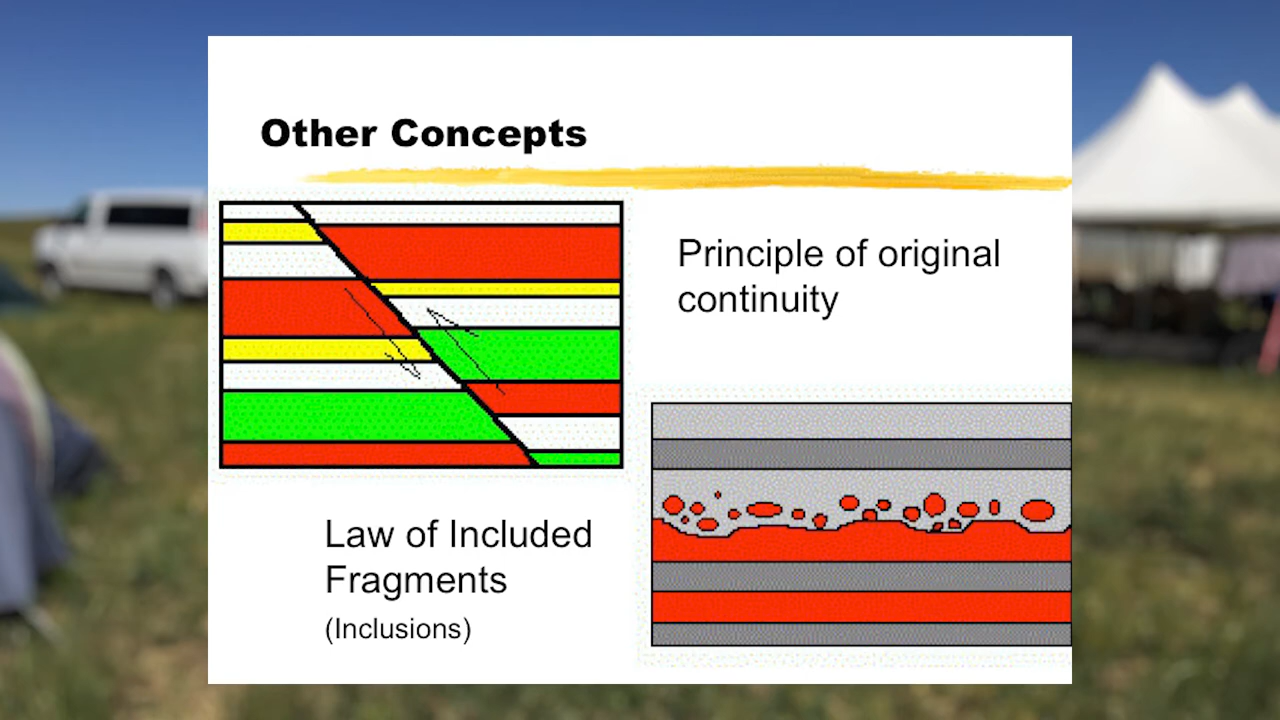 Other Concepts
Principle of original
continuity
Law of Included
Fragments
(Inclusions)